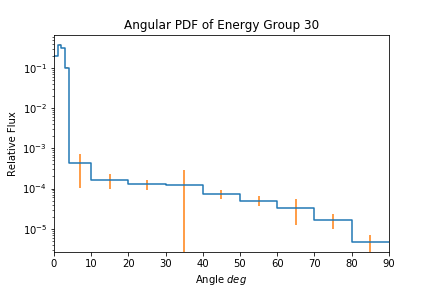 Angular PDF of Energy Group 30
10⁻¹
10⁻²
10⁻³
10⁻⁴
10⁻⁵
Relative Flux
0 10 20 30 40 50 60 70 80 90
Angle deg